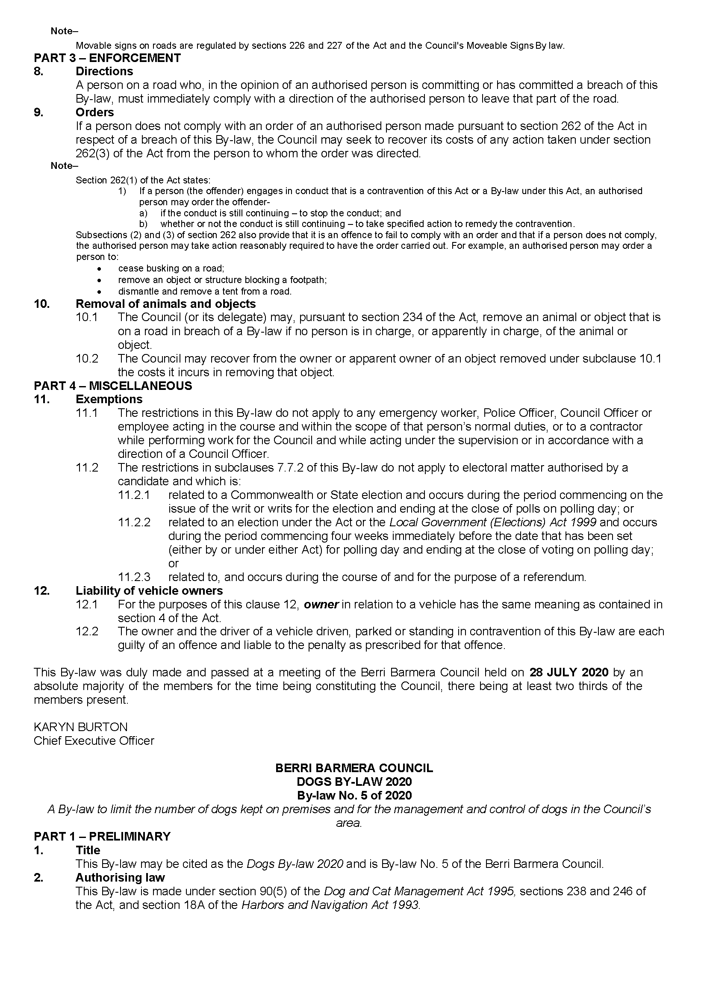 Note–
Movable signs on roads are regulated by sections 226 and 227 of the Act and the Council's Moveable Signs By law.
PART 3 – ENFORCEMENT
8. Directions
A person on a road who, in the opinion of an authorised person is committing or has committed a breach of this
By-law, must immediately comply with a direction of the authorised person to leave that part of the road.
9. Orders
If a person does not comply with an order of an authorised person made pursuant to section 262 of the Act in
respect of a breach of this By-law, the Council may seek to recover its costs of any action taken under section
262(3) of the Act from the person to whom the order was directed.
Note–
Section 262(1) of the Act states:
1) If a person (the offender) engages in conduct that is a contravention of this Act or a By-law under this Act, an authorised
person may order the offender-
a) if the conduct is still continuing – to stop the conduct; and
b) whether or not the conduct is still continuing – to take specified action to remedy the contravention.
Subsections (2) and (3) of section 262 also provide that it is an offence to fail to comply with an order and that if a person does not comply,
the authorised person may take action reasonably required to have the order carried out. For example, an authorised person may order a
person to:
• cease busking on a road;
• remove an object or structure blocking a footpath;
• dismantle and remove a tent from a road.
10. Removal of animals and objects
10.1 The Council (or its delegate) may, pursuant to section 234 of the Act, remove an animal or object that is
on a road in breach of a By-law if no person is in charge, or apparently in charge, of the animal or
object.
10.2 The Council may recover from the owner or apparent owner of an object removed under subclause 10.1
the costs it incurs in removing that object.
PART 4 – MISCELLANEOUS
11. Exemptions
11.1 The restrictions in this By-law do not apply to any emergency worker, Police Officer, Council Officer or
employee acting in the course and within the scope of that person’s normal duties, or to a contractor
while performing work for the Council and while acting under the supervision or in accordance with a
direction of a Council Officer.
11.2 The restrictions in subclauses 7.7.2 of this By-law do not apply to electoral matter authorised by a
candidate and which is:
11.2.1 related to a Commonwealth or State election and occurs during the period commencing on the
issue of the writ or writs for the election and ending at the close of polls on polling day; or
11.2.2 related to an election under the Act or the Local Government (Elections) Act 1999 and occurs
during the period commencing four weeks immediately before the date that has been set
(either by or under either Act) for polling day and ending at the close of voting on polling day;
or
11.2.3 related to, and occurs during the course of and for the purpose of a referendum.
12. Liability of vehicle owners
12.1 For the purposes of this clause 12, owner in relation to a vehicle has the same meaning as contained in
section 4 of the Act.
12.2 The owner and the driver of a vehicle driven, parked or standing in contravention of this By-law are each
guilty of an offence and liable to the penalty as prescribed for that offence.
This By-law was duly made and passed at a meeting of the Berri Barmera Council held on 28 JULY 2020 by an
absolute majority of the members for the time being constituting the Council, there being at least two thirds of the
members present.
KARYN BURTON
Chief Executive Officer
BERRI BARMERA COUNCIL
DOGS BY-LAW 2020
By-law No. 5 of 2020
A By-law to limit the number of dogs kept on premises and for the management and control of dogs in the Council’s
area.
PART 1 – PRELIMINARY
1. Title
This By-law may be cited as the Dogs By-law 2020 and is By-law No. 5 of the Berri Barmera Council.
2. Authorising law
This By-law is made under section 90(5) of the Dog and Cat Management Act 1995, sections 238 and 246 of
the Act, and section 18A of the Harbors and Navigation Act 1993.